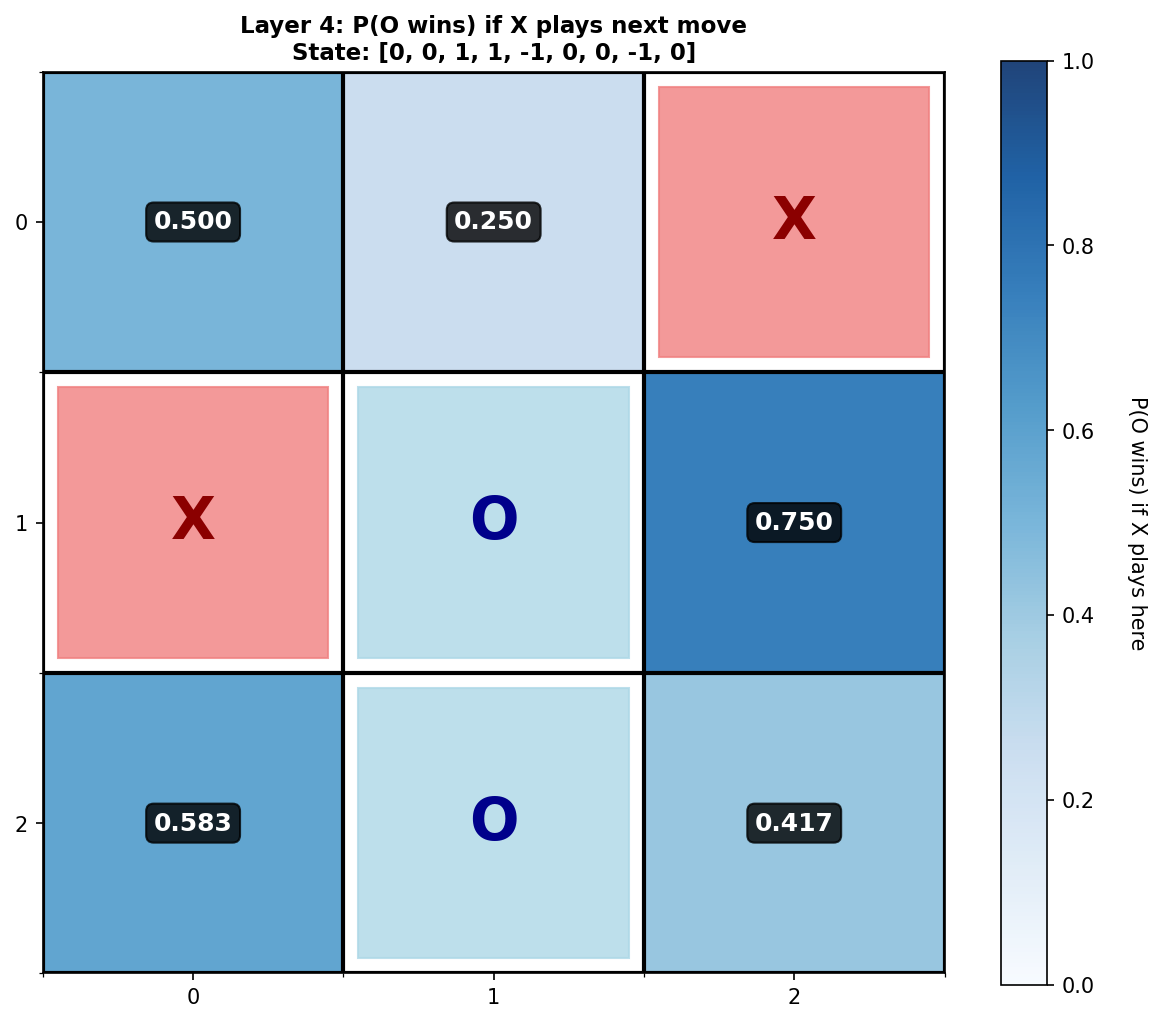 Layer 4: P(O wins) if X plays next move
State: [0, 0, 1, 1, -1, 0, 0, -1, 0]
0
0.500
0.250
X
1
X
O
0.750
2
0.583
O
0.417
0
1
2
1.0
0.8
0.6
0.4
0.2
0.0
P(O wins) if X plays here